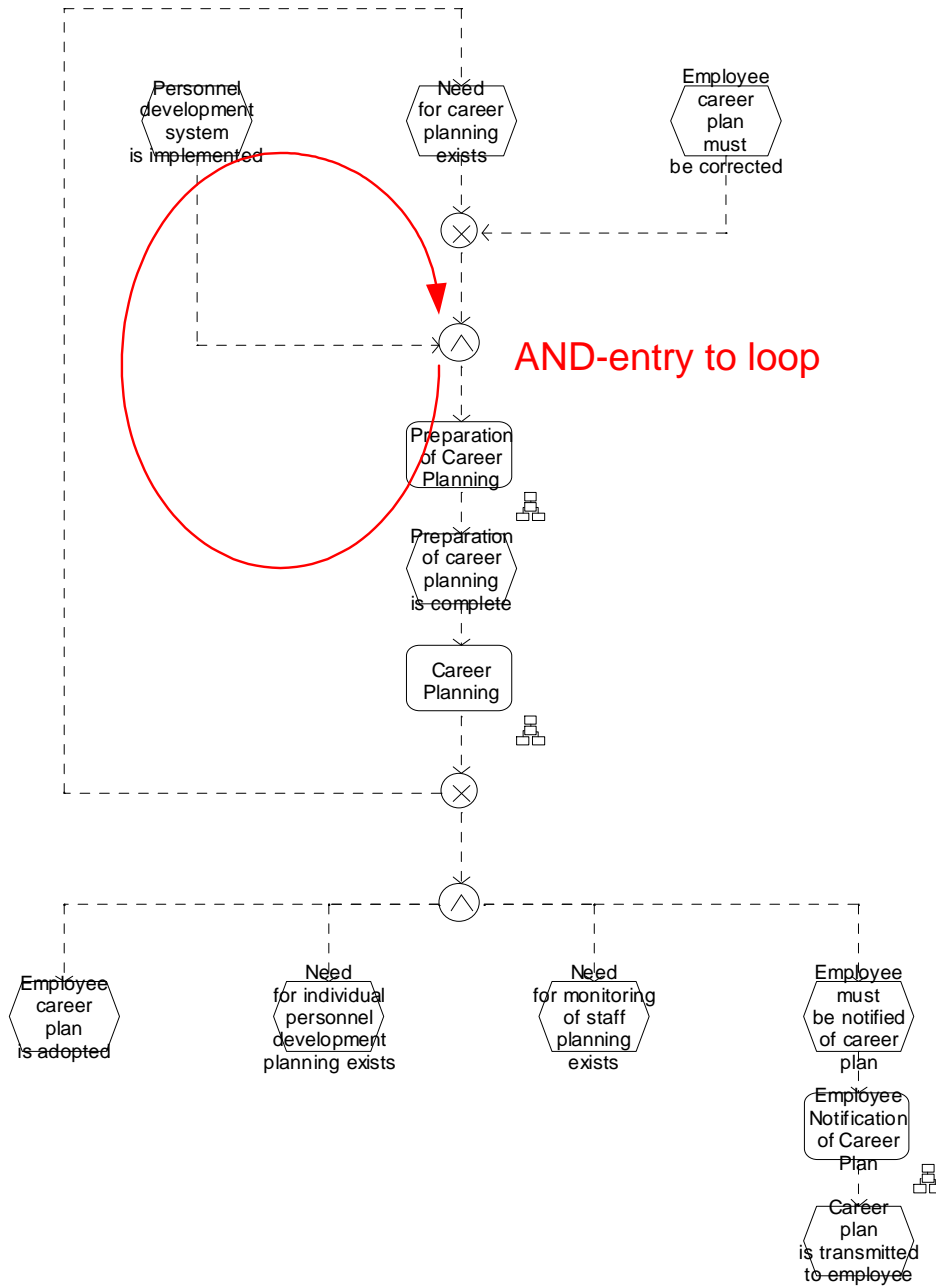 Personnel
development
system
is implemented
Need
for career
planning
exists
Employee
career
plan
must
be corrected
AND-entry to loop
Preparation
of Career
Planning
Preparation
of career
planning
is complete
Career
Planning
Employee
career
plan
is adopted
Need
for individual
personnel
development
planning exists
Need
for monitoring
of staff
planning
exists
Employee
must
be notified
of career
plan
Employee
Notification
of Career
Plan
Career
plan
is transmitted
to employee